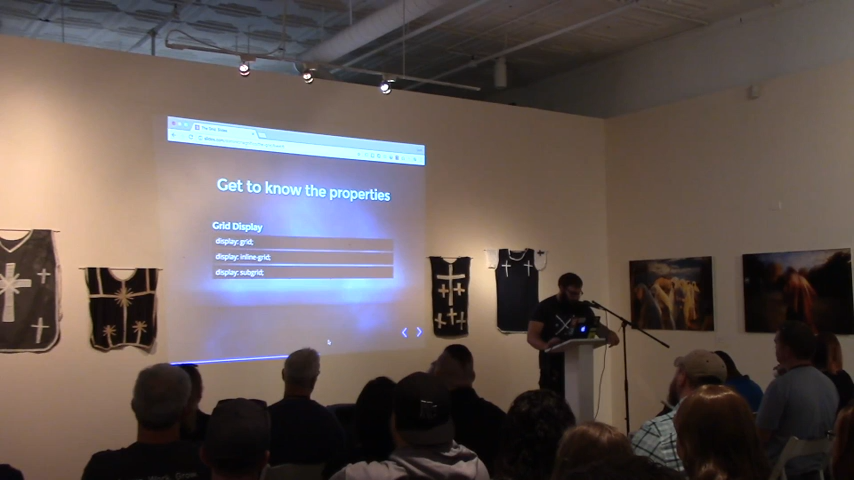 Get to know the properties
Grid Display
display: grid;
display: inline-grid;
display: subgrid;